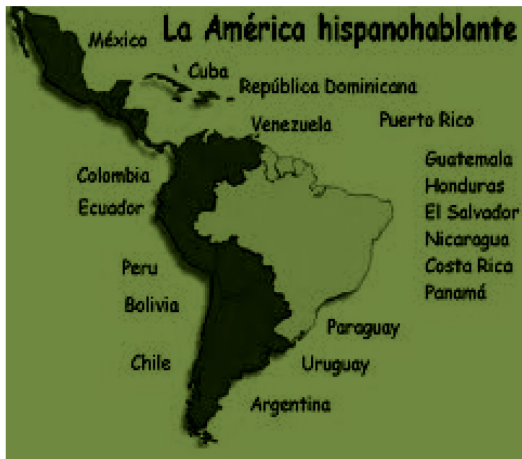 La América hispanohablante
México
Cuba
República Dominicana
Venezuela
Puerto Rico
Guatemala
Honduras
El Salvador
Nicaragua
Costa Rica
Panamá
Colombia
Ecuador
Peru
Bolivia
Paraguay
Chile
Uruguay
Argentina